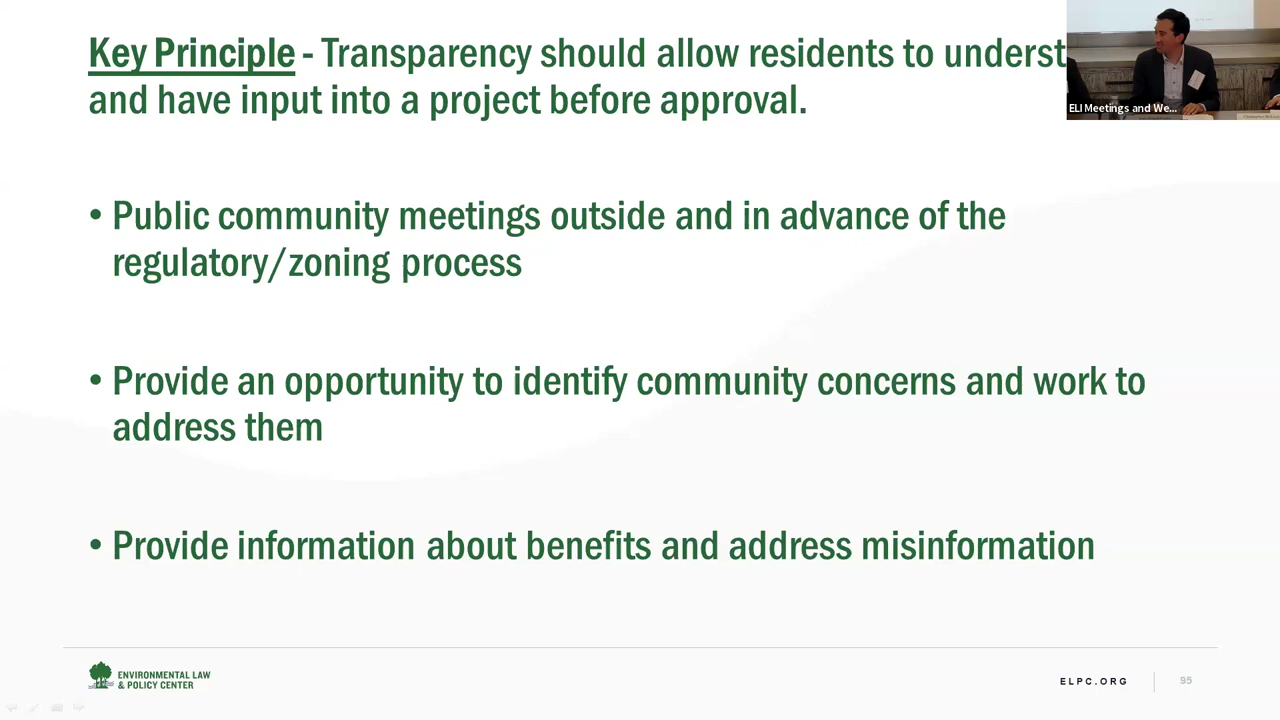 Key Principle - Transparency should allow residents to underst
and have input into a project before approval.
ELI Meetings and We...
• Public community meetings outside and in advance of the
regulatory/zoning process
• Provide an opportunity to identify community concerns and work to
address them
• Provide information about benefits and address misinformation
ENVIRONMENTAL LAW
& POLICY CENTER
ELPC.ORG
95